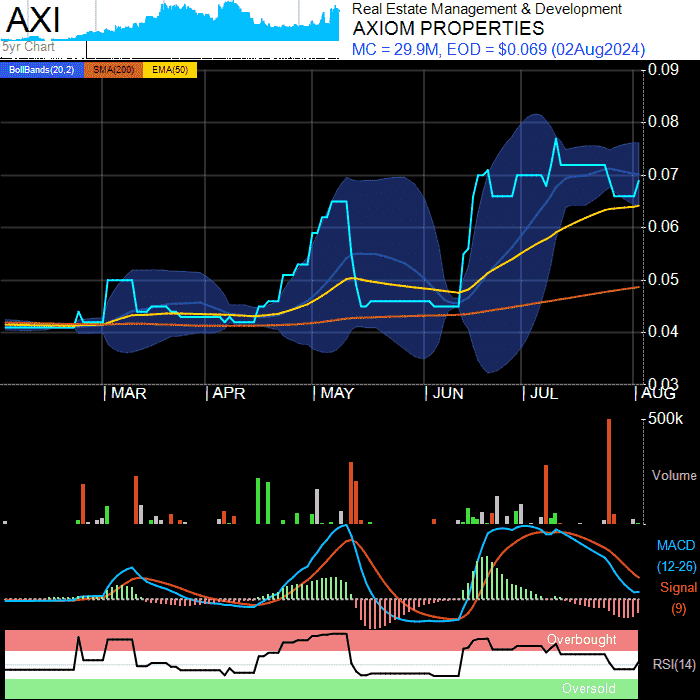 AXI
5yr Chart
Real Estate Management & Development
AXIOM PROPERTIES
MC = 29.9M, EOD = $0.069 (02Aug2024)
BollBands(20,2) SMA(200) EMA(50)
0.09
0.08
0.07
0.06
0.05
0.04
0.03
MAR APR MAY JUN JUL AUG
500k
Volume
MACD
(12-26)
Signal
(9)
Overbought
RSI(14)
Oversold